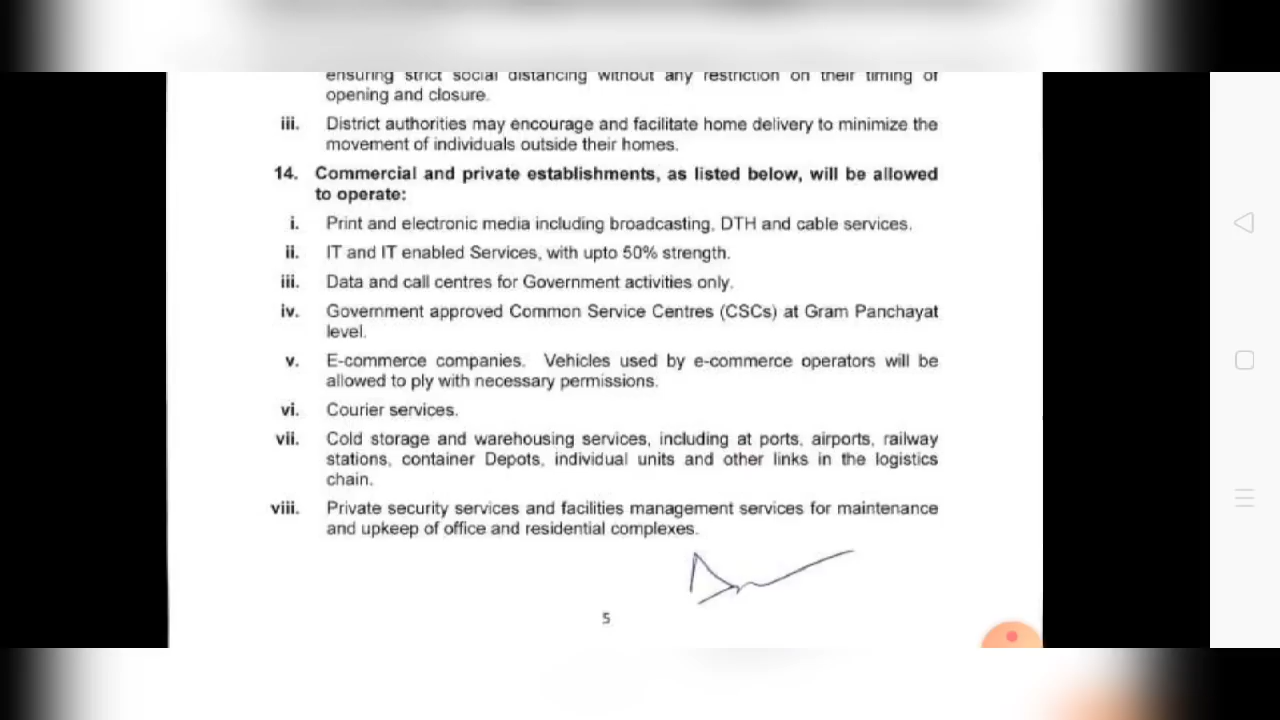 ensuring strict social distancing without any restriction on their timing of
opening and closure.
iii. District authorities may encourage and facilitate home delivery to minimize the
movement of individuals outside their homes.
14. Commercial and private establishments, as listed below, will be allowed
to operate:
i. Print and electronic media including broadcasting, DTH and cable services.
ii. IT and IT enabled Services, with upto 50% strength.
iii. Data and call centres for Government activities only.
iv. Government approved Common Service Centres (CSCs) at Gram Panchayat
level.
v. E-commerce companies. Vehicles used by e-commerce operators will be
allowed to ply with necessary permissions.
vi. Courier services.
vii. Cold storage and warehousing services, including at ports, airports, railway
stations, container Depots, individual units and other links in the logistics
chain.
viii. Private security services and facilities management services for maintenance
and upkeep of office and residential complexes.
5